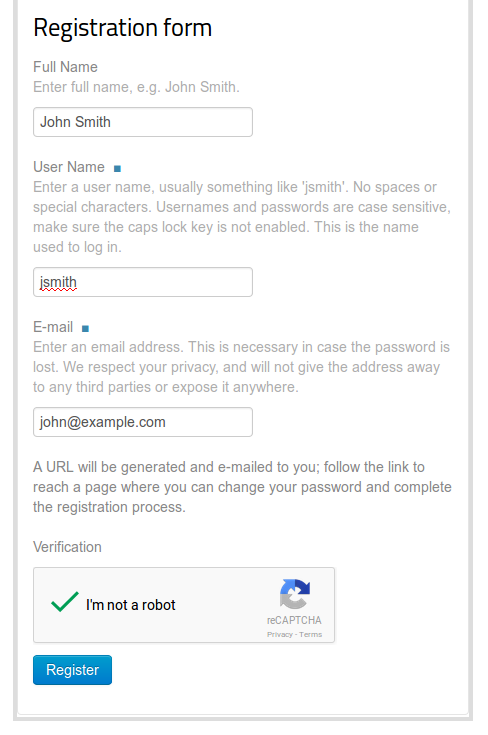 Registration form
Full Name
Enter full name, e.g. John Smith.
John Smith
User Name
Enter a user name, usually something like 'jsmith'. No spaces or
special characters. Usernames and passwords are case sensitive,
make sure the caps lock key is not enabled. This is the name
used to log in.
jsmith
E-mail
Enter an email address. This is necessary in case the password is
lost. We respect your privacy, and will not give the address away
to any third parties or expose it anywhere.
john@example.com
A URL will be generated and e-mailed to you; follow the link to
reach a page where you can change your password and complete
the registration process.
Verification
I'm not a robot
reCAPTCHA
Privacy - Terms
Register